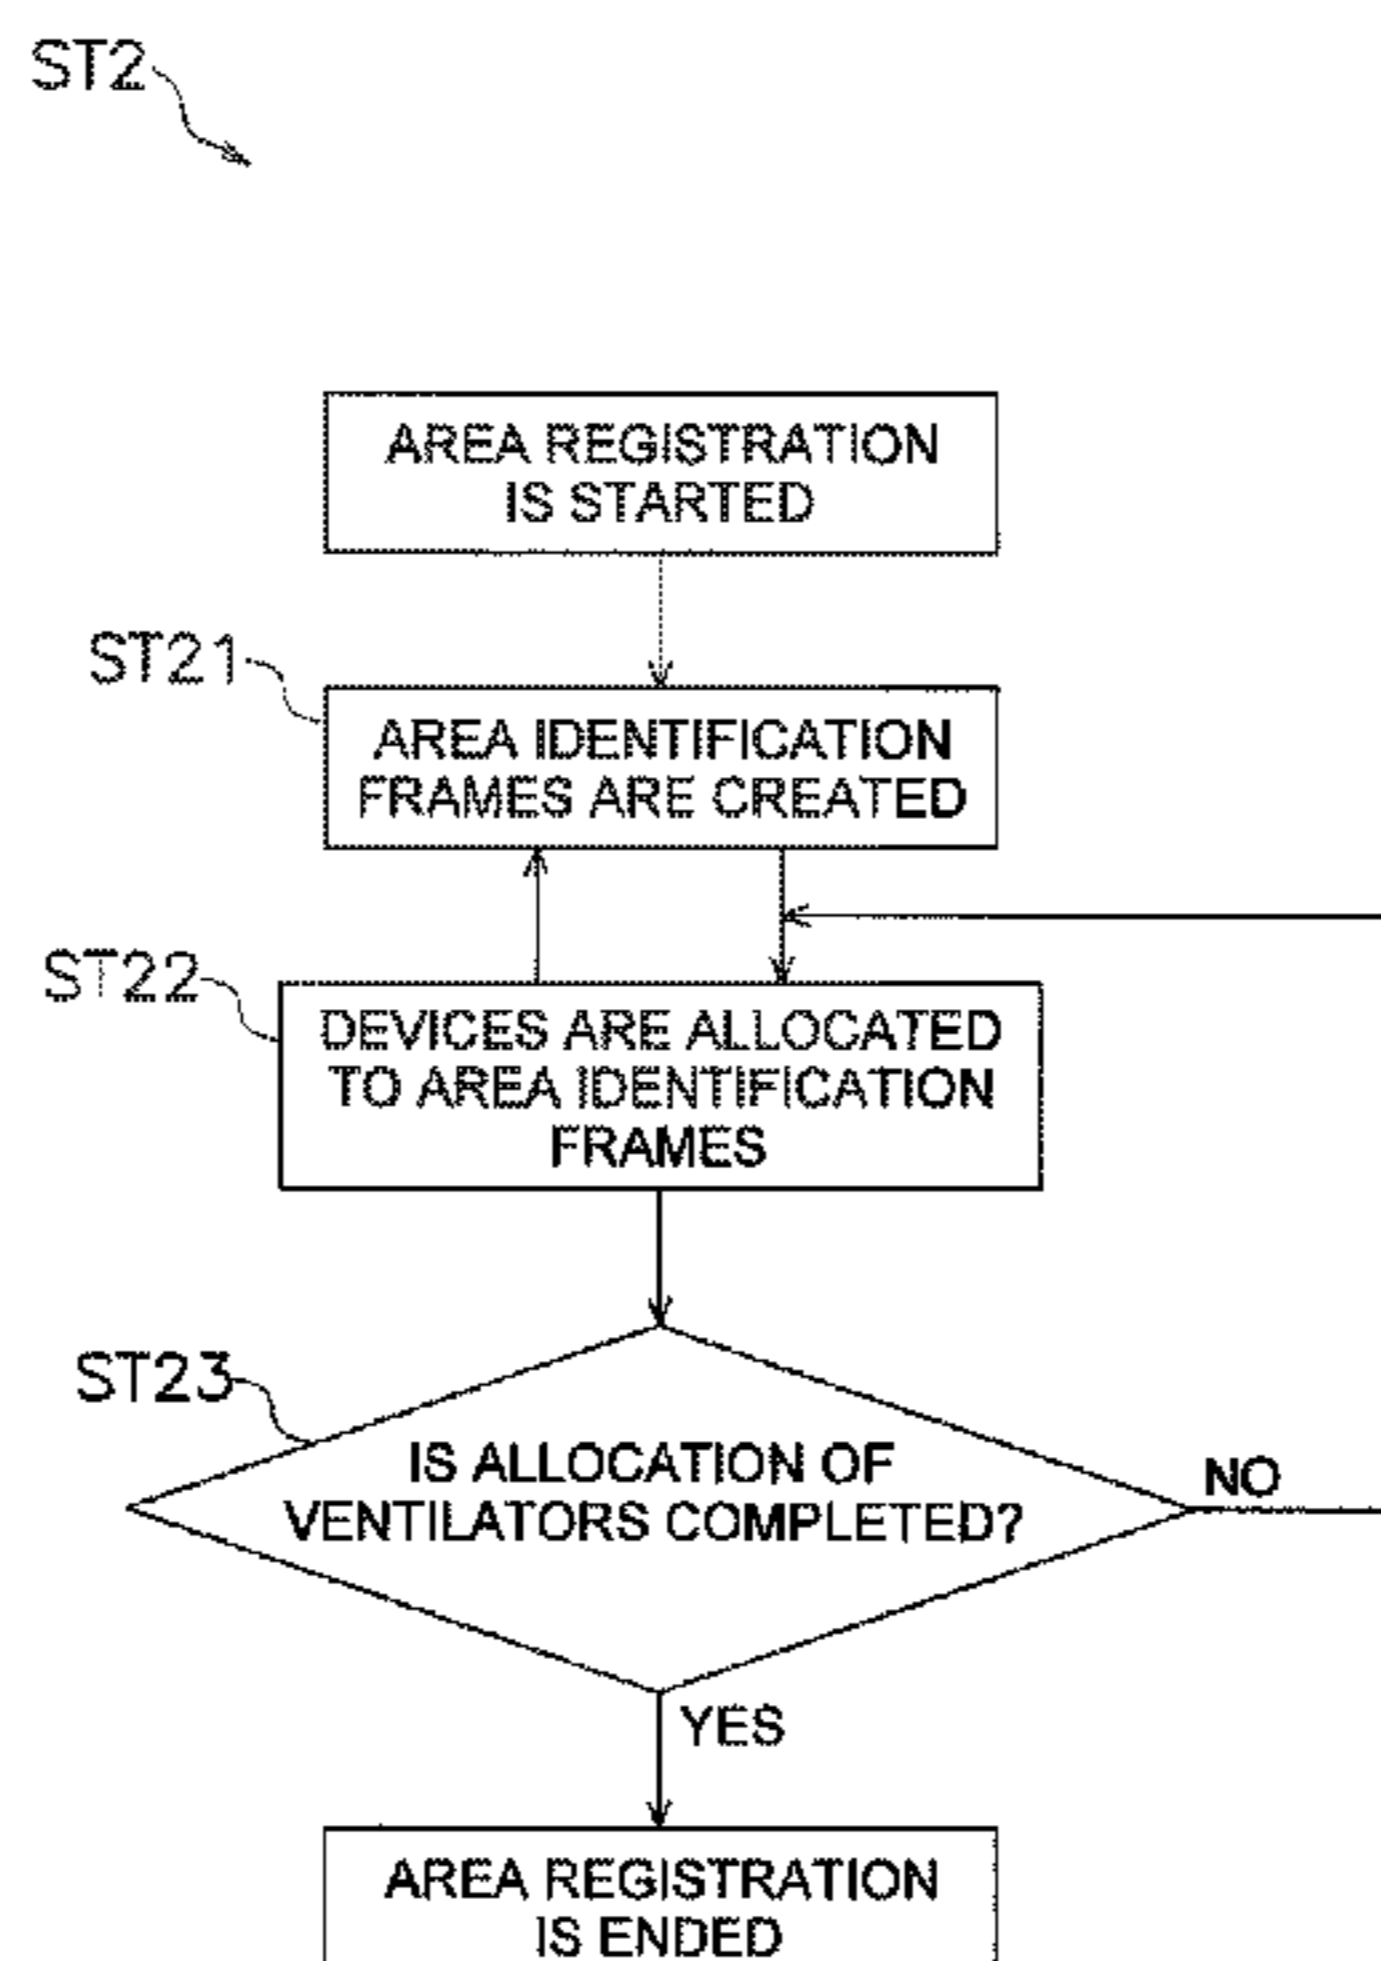 ST2
AREA REGISTRATION
IS STARTED
ST21
AREA IDENTIFICATION
FRAMES ARE CREATED
ST22
DEVICES ARE ALLOCATED
TO AREA IDENTIFICATION
FRAMES
ST23
IS ALLOCATION OF
VENTILATORS COMPLETED?
NO
YES
AREA REGISTRATION
IS ENDED